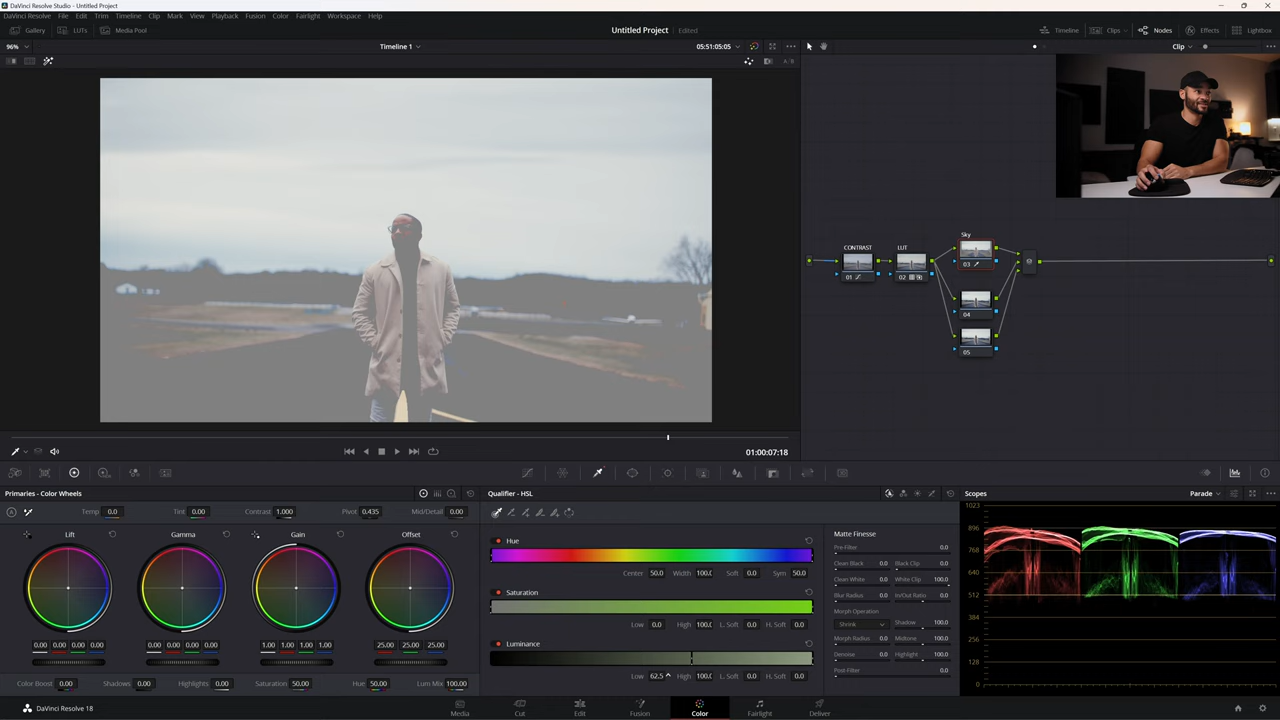 DaVinci Resolve Studio - Untitled Project
DaVinci Resolve File Edit Trim Timeline Clip Mark View Playback Fusion Color Fairlight Workspace Help
Gallery LUTs Media Pool Untitled Project Edited Timeline Clips Nodes Effects Lightbox
96% Timeline 1 05:51:05:05 Clip
Sky
CONTRAST LUT
03
01 02
04
05
01:00:07:18
Primaries - Color Wheels Qualifier - HSL Scopes Parade
Temp 0.0 Tint 0.00 Contrast 1.000 Pivot 0.435 Mid/Detail 0.00
Lift Gamma Gain Offset
0.00 0.00 0.00 0.00 0.00 0.00 0.00 0.00 1.00 1.00 1.00 1.00 25.00 25.00 25.00
Color Boost 0.00 Shadows 0.00 Highlights 0.00 Saturation 50.00 Hue 50.00 Lum Mix 100.00
Hue
Center 50.0 Width 100.0 Soft 0.0 Sym 50.0
Saturation
Low 0.0 High 100.0 L. Soft 0.0 H. Soft 0.0
Luminance
Low 62.5 High 100.0 L. Soft 0.0 H. Soft 0.0
Matte Finesse
Pre-Filter 0.0
Clean Black 0.0 Black Clip 0.0
Clean White 0.0 White Clip 100.0
Blur Radius 0.0 In/Out Ratio 0.0
Morph Operation
Shrink Shadow 100.0
Morph Radius 0.0 Midtone 100.0
Denoise 0.0 Highlight 100.0
Post-Filter 0.0
1023
896
768
640
512
384
256
128
0
DaVinci Resolve 18 Media Cut Edit Fusion Color Fairlight Deliver